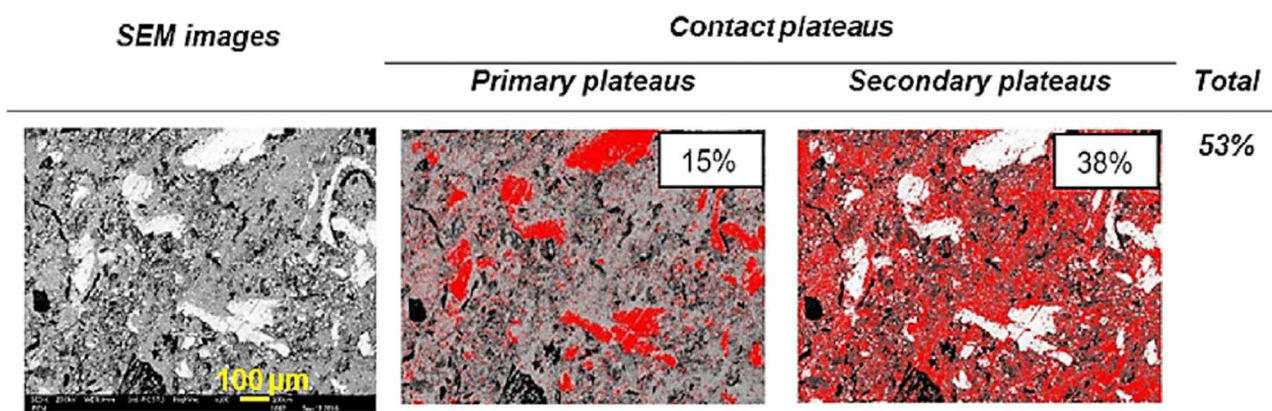 SEM images
Contact plateaus
Primary plateaus
Secondary plateaus
Total
15%
38%
53%
100 µm